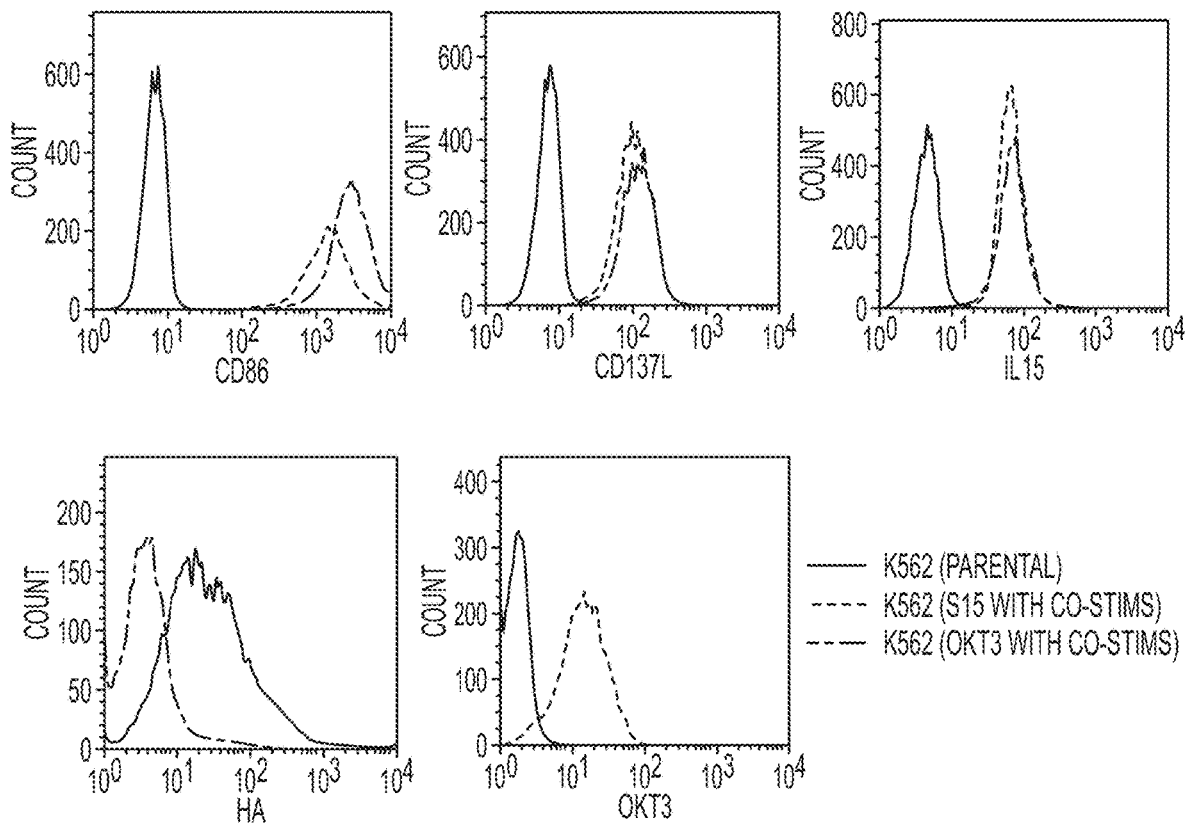 COUNT
600
400
200
0
10^0 10^1 10^2 10^3 10^4
CD86
COUNT
600
400
200
0
10^0 10^1 10^2 10^3 10^4
CD137L
COUNT
800
600
400
200
0
10^0 10^1 10^2 10^3 10^4
IL15
COUNT
200
150
100
50
0
10^0 10^1 10^2 10^3 10^4
HA
COUNT
400
300
200
100
0
10^0 10^1 10^2 10^3 10^4
OKT3
K562 (PARENTAL)
K562 (S15 WITH CO-STIMS)
K562 (OKT3 WITH CO-STIMS)